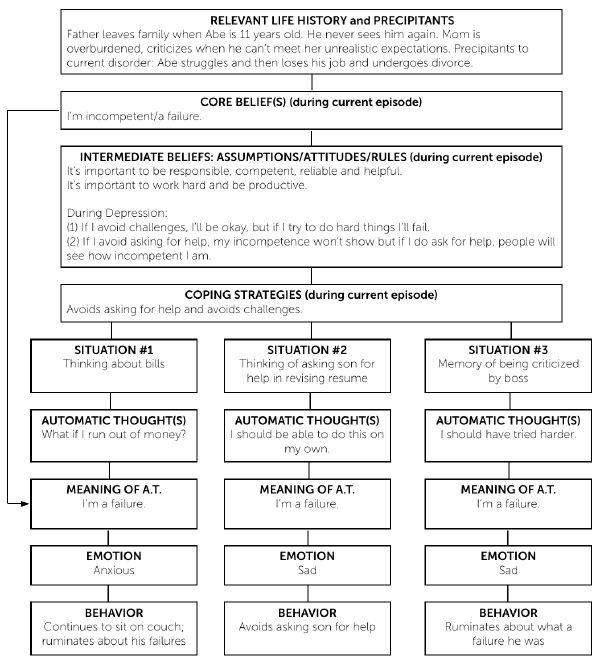 RELEVANT LIFE HISTORY and PRECIPITANTS
Father leaves family when Abe is 11 years old. He never sees him again. Mom is
overburdened, criticizes when he can't meet her unrealistic expectations. Precipitants to
current disorder: Abe struggles and then loses his job and undergoes divorce.
CORE BELIEF(S) (during current episode)
I'm incompetent/a failure.
INTERMEDIATE BELIEFS: ASSUMPTIONS/ATTITUDES/RULES (during current episode)
It's important to be responsible, competent, reliable and helpful.
It's important to work hard and be productive.
During Depression:
(1) If I avoid challenges, I'll be okay, but if I try to do hard things I'll fail.
(2) If I avoid asking for help, my incompetence won't show but if I do ask for help, people will
see how incompetent I am.
COPING STRATEGIES (during current episode)
Avoids asking for help and avoids challenges.
SITUATION #1
Thinking about bills
AUTOMATIC THOUGHT(S)
What if I run out of money?
MEANING OF A.T.
I'm a failure.
EMOTION
Anxious
BEHAVIOR
Continues to sit on couch;
ruminates about his failures
SITUATION #2
Thinking of asking son for
help in revising resume
AUTOMATIC THOUGHT(S)
I should be able to do this on
my own.
MEANING OF A.T.
I'm a failure.
EMOTION
Sad
BEHAVIOR
Avoids asking son for help
SITUATION #3
Memory of being criticized
by boss
AUTOMATIC THOUGHT(S)
I should have tried harder.
MEANING OF A.T.
I'm a failure.
EMOTION
Sad
BEHAVIOR
Ruminates about what a
failure he was